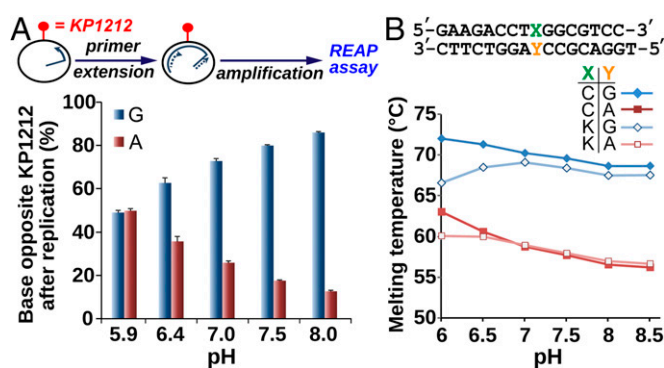 A
= KP1212
primer
extension
amplification
REAP
assay
Base opposite KP1212
after replication (%)
100
80
60
40
20
0
G
A
5.9 6.4 7.0 7.5 8.0
pH
B
5′-GAAGACCTXGGCGTCC-3′
3′-CTTCTGGAYCCGCAGGT-5′
X Y
C G
C A
K G
K A
Melting temperature (°C)
75
70
65
60
55
50
6 6.5 7 7.5 8 8.5
pH